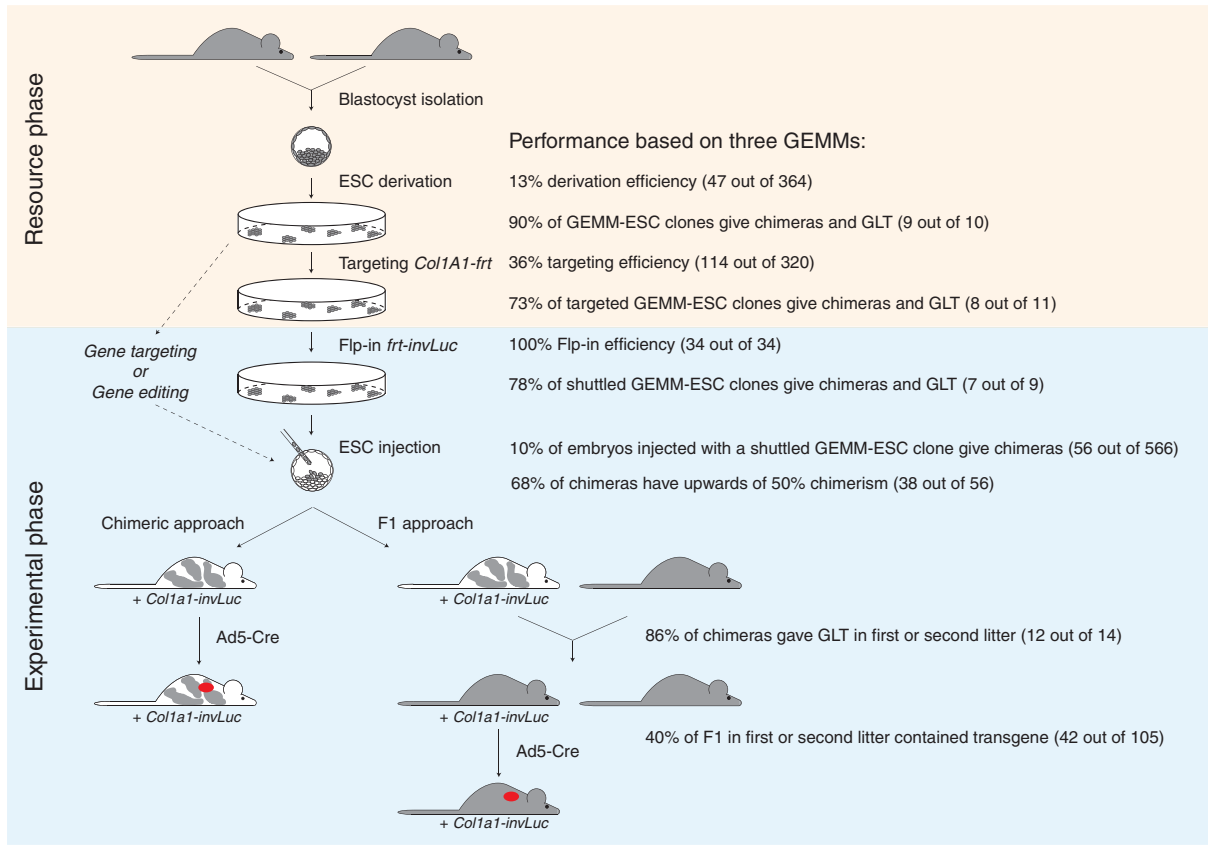 Resource phase
Blastocyst isolation
Performance based on three GEMMs:
ESC derivation
13% derivation efficiency (47 out of 364)
90% of GEMM-ESC clones give chimeras and GLT (9 out of 10)
Targeting Col1A1-frt
36% targeting efficiency (114 out of 320)
73% of targeted GEMM-ESC clones give chimeras and GLT (8 out of 11)
Experimental phase
Flp-in frt-invLuc
100% Flp-in efficiency (34 out of 34)
Gene targeting
or
Gene editing
78% of shuttled GEMM-ESC clones give chimeras and GLT (7 out of 9)
ESC injection
10% of embryos injected with a shuttled GEMM-ESC clone give chimeras (56 out of 566)
68% of chimeras have upwards of 50% chimerism (38 out of 56)
Chimeric approach
F1 approach
+ Col1a1-invLuc
+ Col1a1-invLuc
Ad5-Cre
86% of chimeras gave GLT in first or second litter (12 out of 14)
+ Col1a1-invLuc
+ Col1a1-invLuc
40% of F1 in first or second litter contained transgene (42 out of 105)
Ad5-Cre
+ Col1a1-invLuc